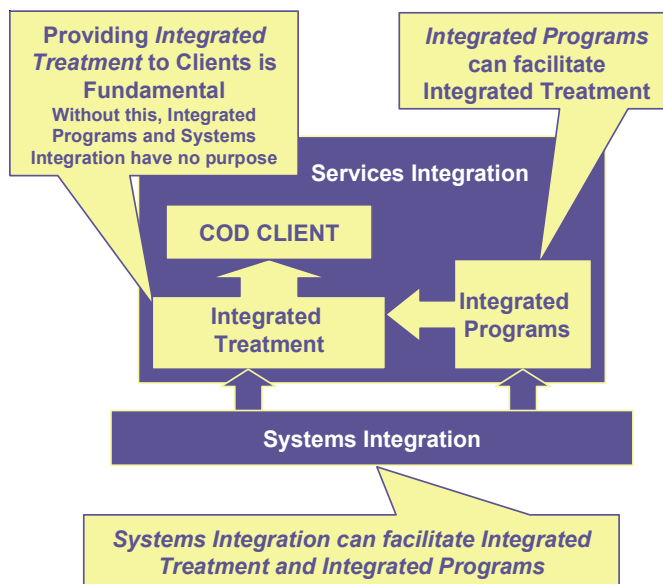 Providing Integrated
Treatment to Clients is
Fundamental
Without this, Integrated
Programs and Systems
Integration have no purpose
Integrated Programs
can facilitate
Integrated Treatment
Services Integration
COD CLIENT
Integrated
Treatment
Integrated
Programs
Systems Integration
Systems Integration can facilitate Integrated
Treatment and Integrated Programs